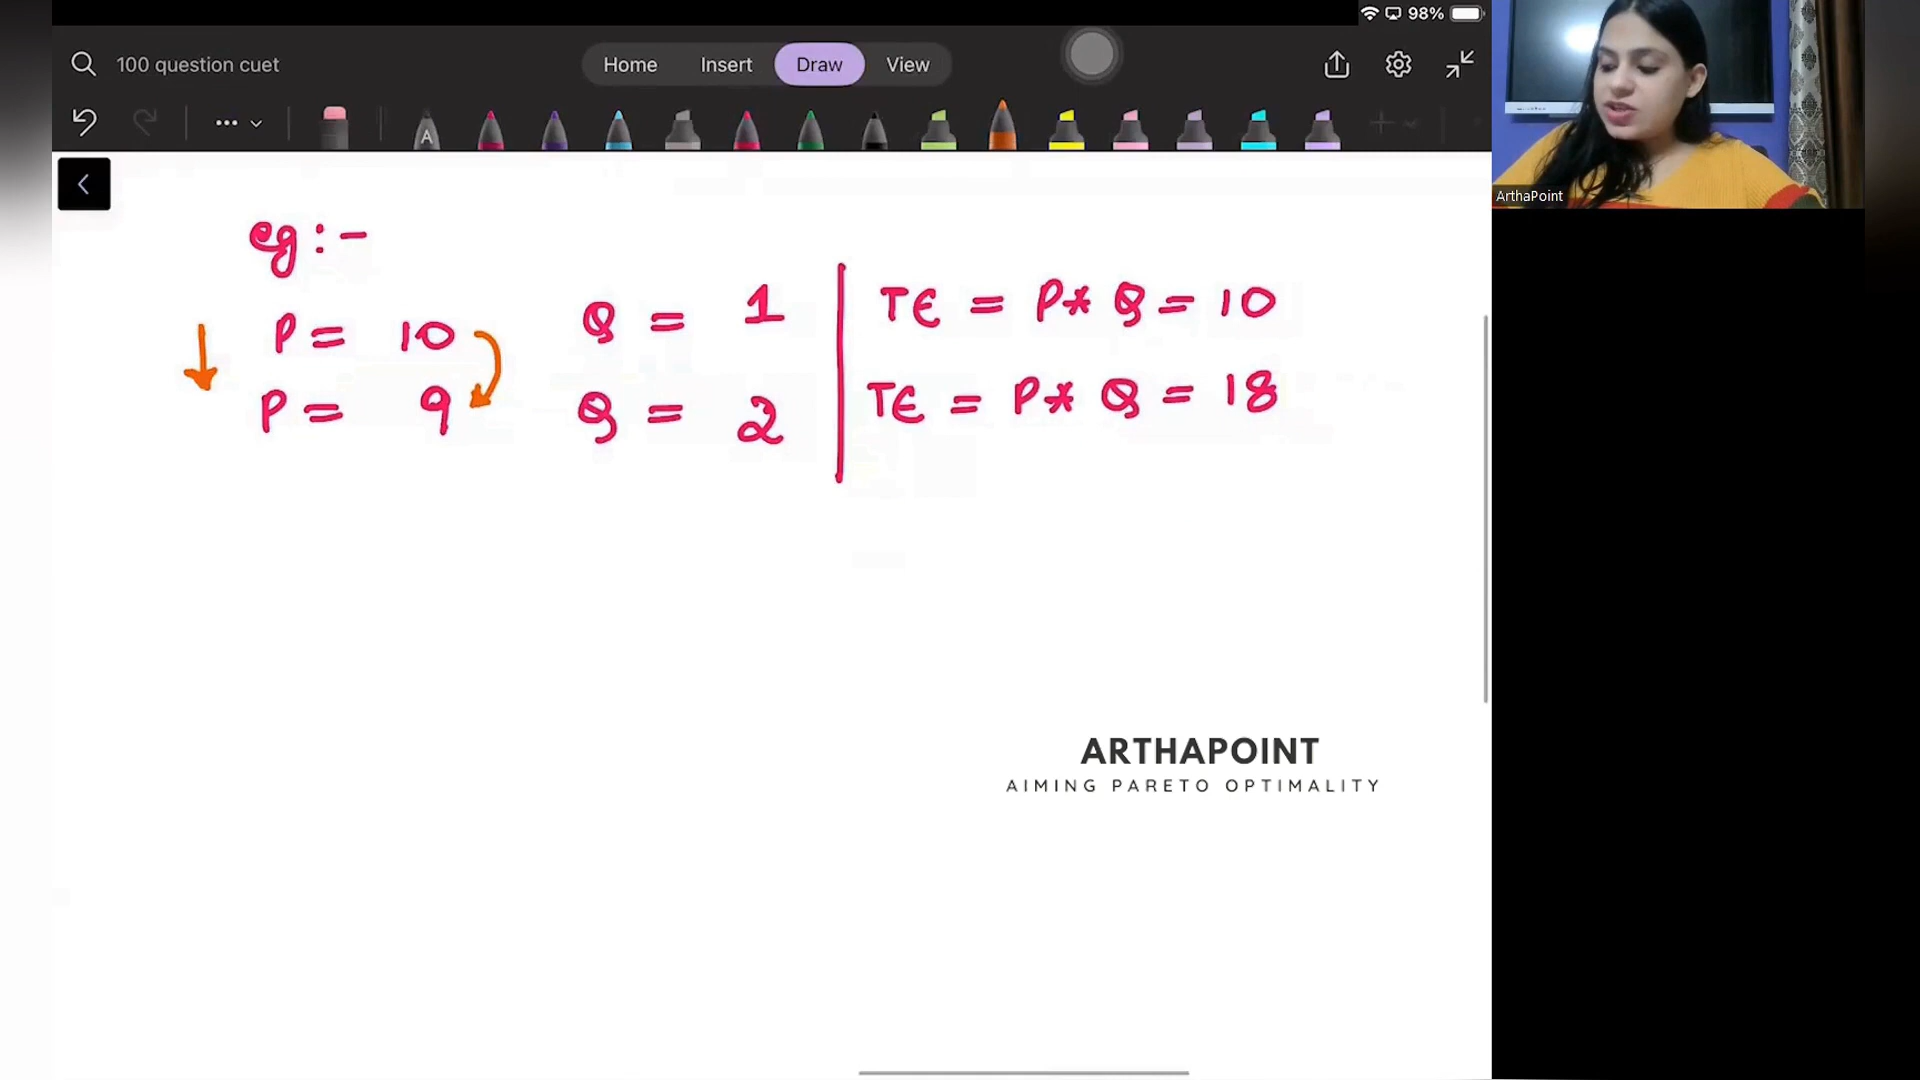 98%
100 question cuet
Home Insert Draw View
A
ArthaPoint
eg :-
P = 10 Q = 1 TE = P* Q = 10
P = 9 Q = 2 TE = P* Q = 18
ARTHAPOINT
AIMING PARETO OPTIMALITY